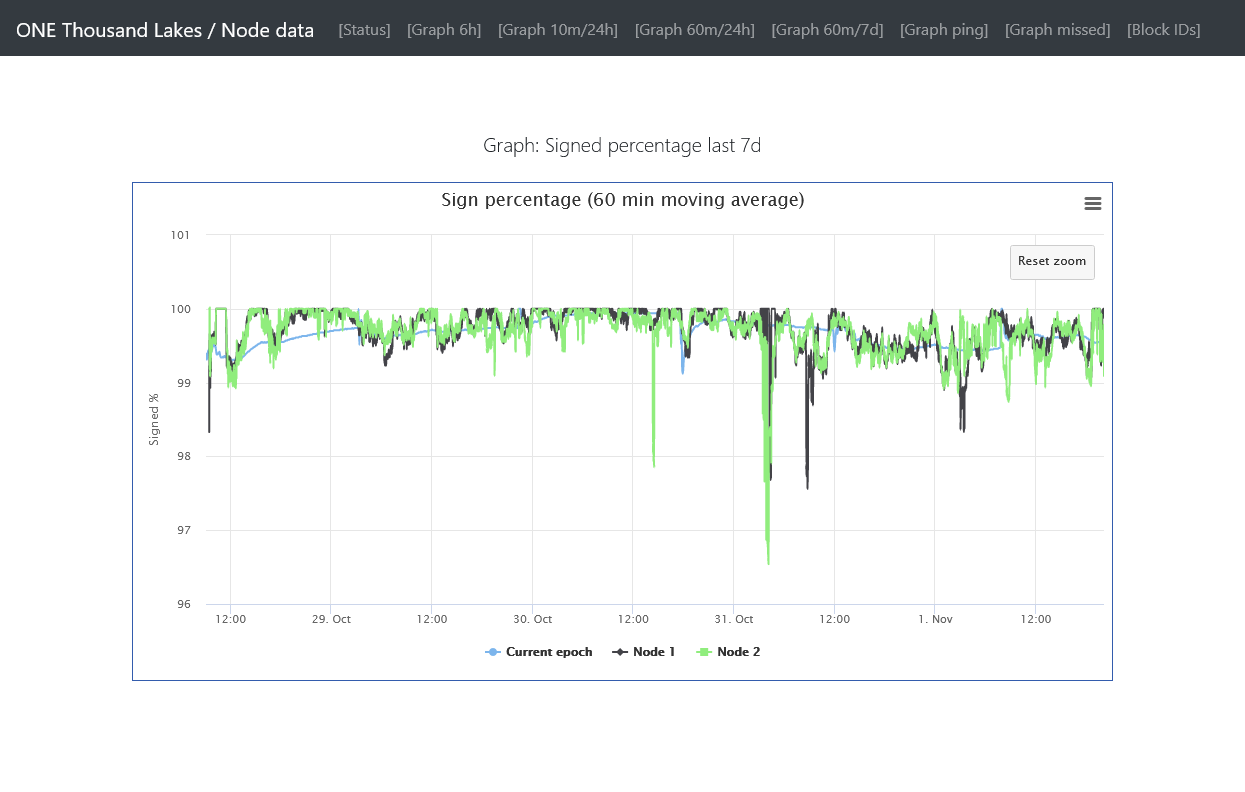 ONE Thousand Lakes / Node data [Status] [Graph 6h] [Graph 10m/24h] [Graph 60m/24h] [Graph 60m/7d] [Graph ping] [Graph missed] [Block IDs]
Graph: Signed percentage last 7d
Sign percentage (60 min moving average)
Reset zoom
Signed %
101
100
99
98
97
96
12:00 29. Oct 12:00 30. Oct 12:00 31. Oct 12:00 1. Nov 12:00
Current epoch Node 1 Node 2